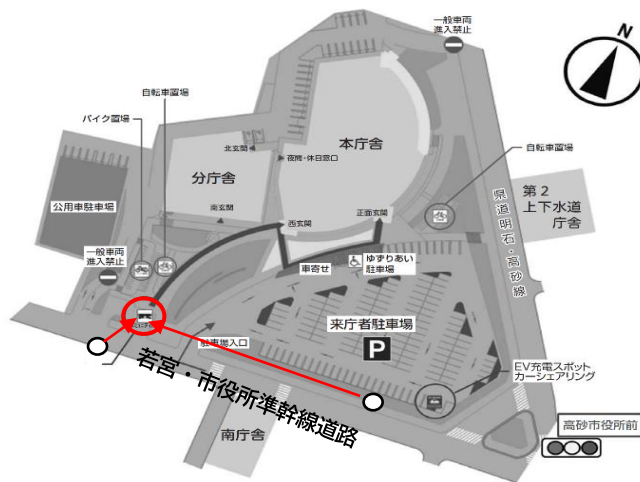 一般車両
進入禁止
N
自転車置場
バイク置場
本庁舎
北玄関
夜間・休日窓口
自転車置場
分庁舎
第2
上下水道
庁舎
公用車駐車場
南玄関
西玄関
正面玄関
県道明石・高砂線
一般車両
進入禁止
車寄せ
ゆずりあい
駐車場
来庁者駐車場
P
駐車場入口
若宮・市役所準幹線道路
EV充電スポット
カーシェアリング
南庁舎
高砂市役所前